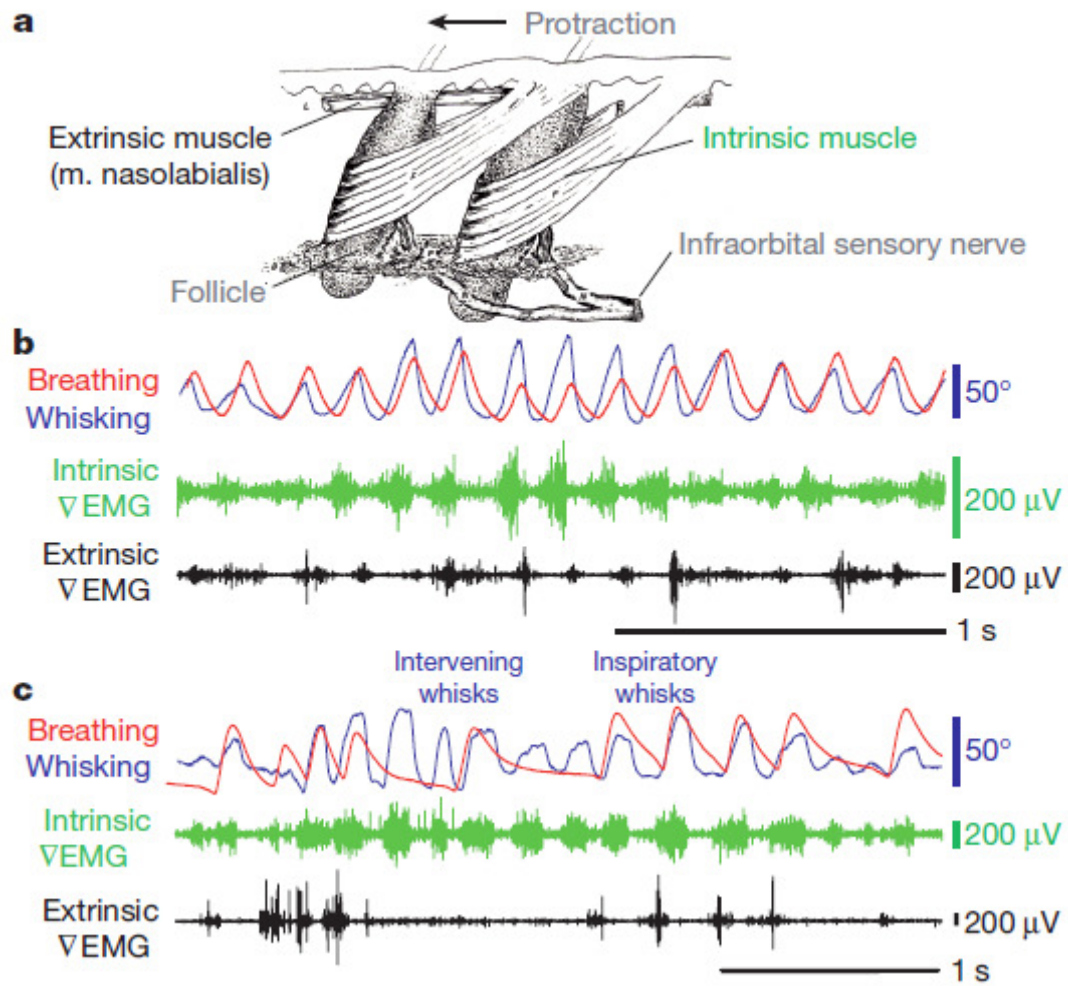 a
Protraction
Extrinsic muscle
(m. nasolabialis)
Intrinsic muscle
Infraorbital sensory nerve
Follicle
b
Breathing
Whisking
50°
Intrinsic
∇EMG
200 µV
Extrinsic
∇EMG
200 µV
1 s
Intervening
whisks
Inspiratory
whisks
c
Breathing
Whisking
50°
Intrinsic
∇EMG
200 µV
Extrinsic
∇EMG
200 µV
1 s